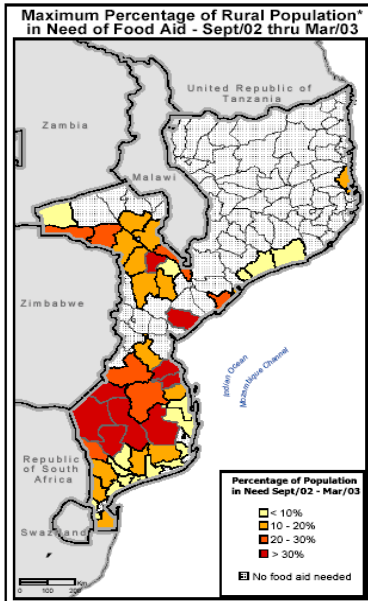 Maximum Percentage of Rural Population*
in Need of Food Aid - Sept/02 thru Mar/03
United Republic of
Tanzania
Zambia
Malawi
Zimbabwe
Indian Ocean
Mozambique Channel
Republic
of South
Africa
Swaziland
Percentage of Population
in Need Sept/02 - Mar/03
< 10%
10 - 20%
20 - 30%
> 30%
No food aid needed
0 100 200 Km